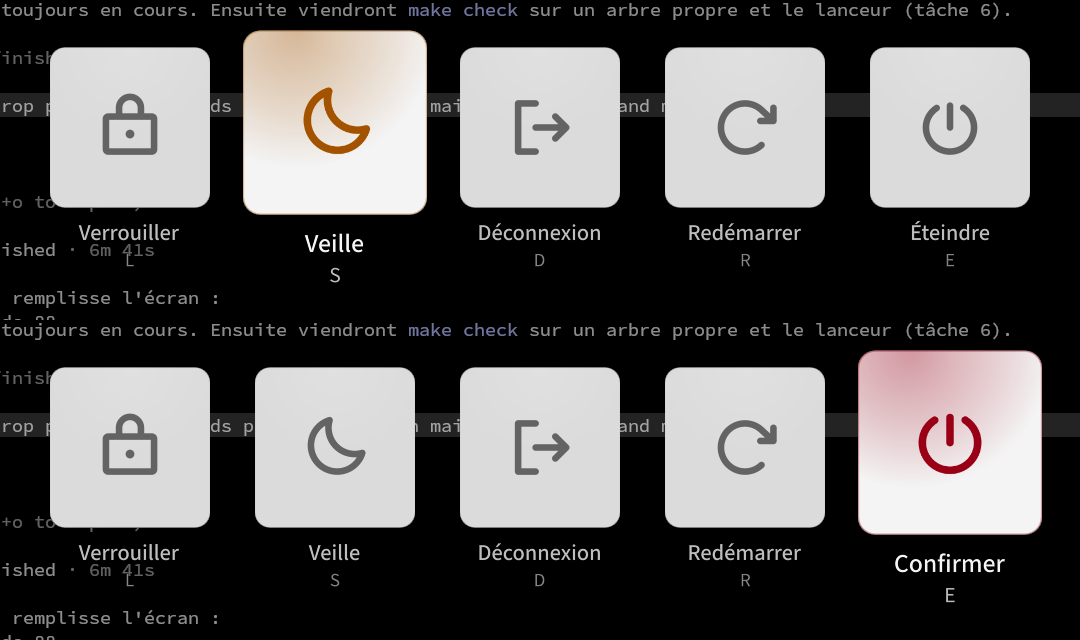 toujours en cours. Ensuite viendront make check sur un arbre propre et le lanceur (tâche 6).
Verrouiller Veille Déconnexion Redémarrer Éteindre
L S D R E
ished · 6m 41s
remplisse l'écran :
toujours en cours. Ensuite viendront make check sur un arbre propre et le lanceur (tâche 6).
Verrouiller Veille Déconnexion Redémarrer Confirmer
L S D R E
ished · 6m 41s
remplisse l'écran :